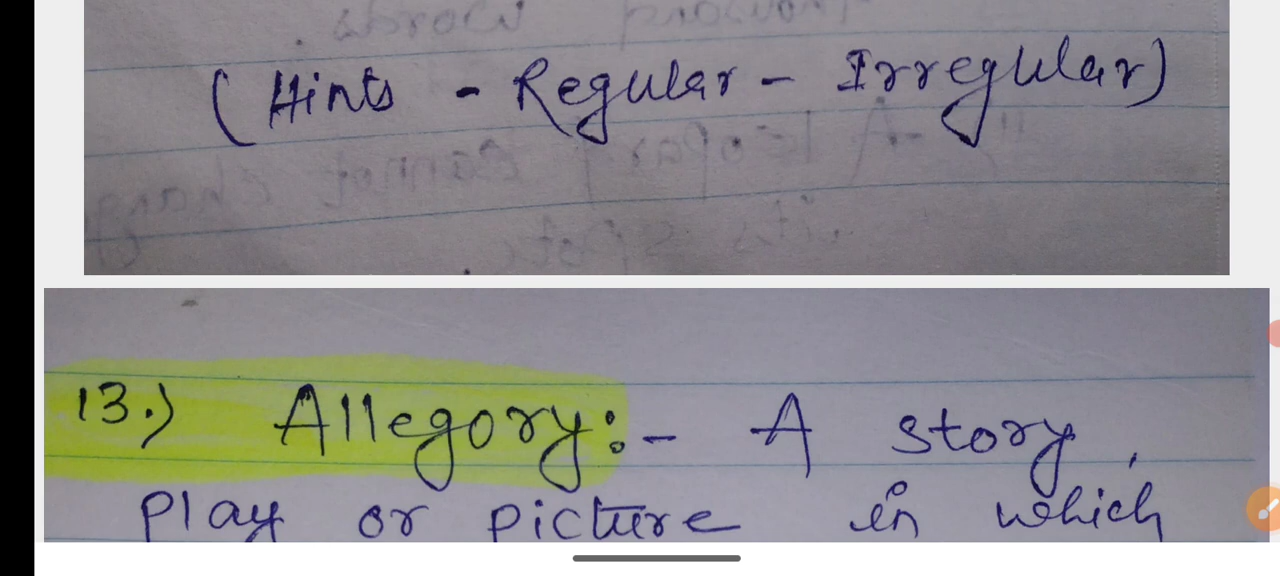 (Hints - Regular - Irregular)
13.) Allegory:- A story,
play or picture in which